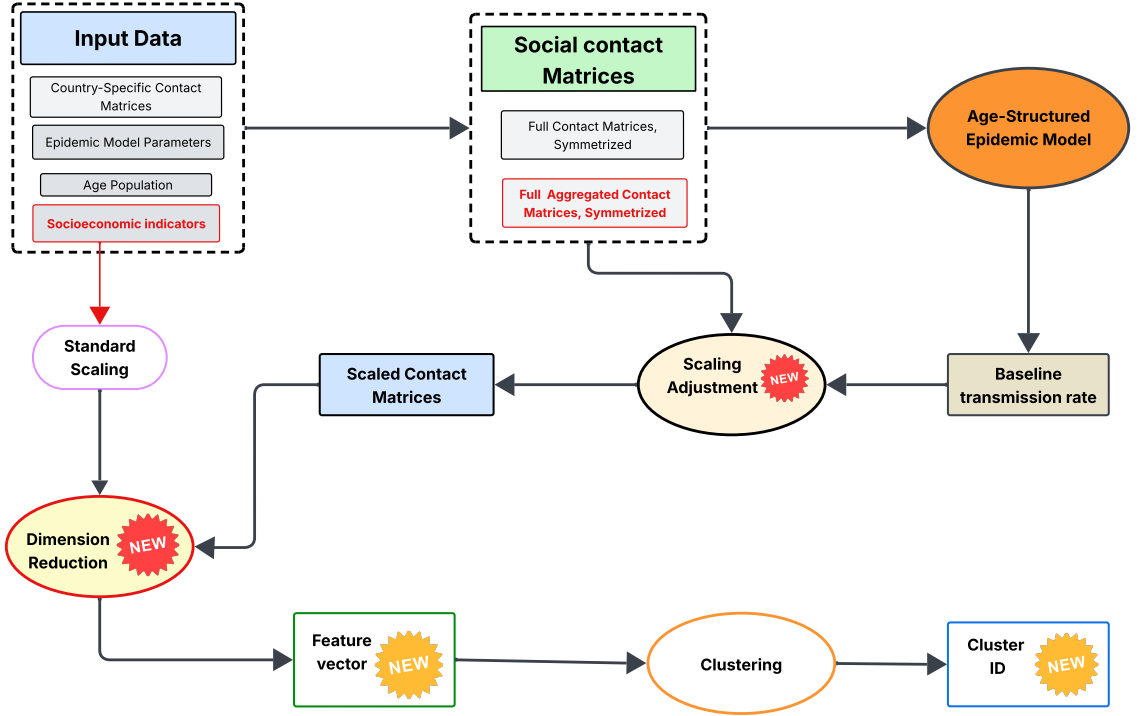 Input Data
Country-Specific Contact
Matrices
Epidemic Model Parameters
Age Population
Socioeconomic indicators
Social contact
Matrices
Full Contact Matrices,
Symmetrized
Full Aggregated Contact
Matrices, Symmetrized
Age-Structured
Epidemic Model
Standard
Scaling
Scaled Contact
Matrices
Scaling
Adjustment
NEW
Baseline
transmission rate
Dimension
Reduction
NEW
Feature
vector
NEW
Clustering
Cluster
ID
NEW